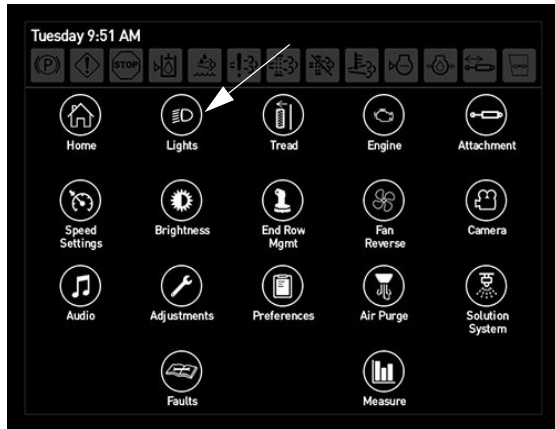 Tuesday 9:51 AM
(P) STOP
Home Lights Tread Engine Attachment
Speed Brightness End Row Fan Camera
Settings Mgmt Reverse
Audio Adjustments Preferences Air Purge Solution
System
Faults Measure